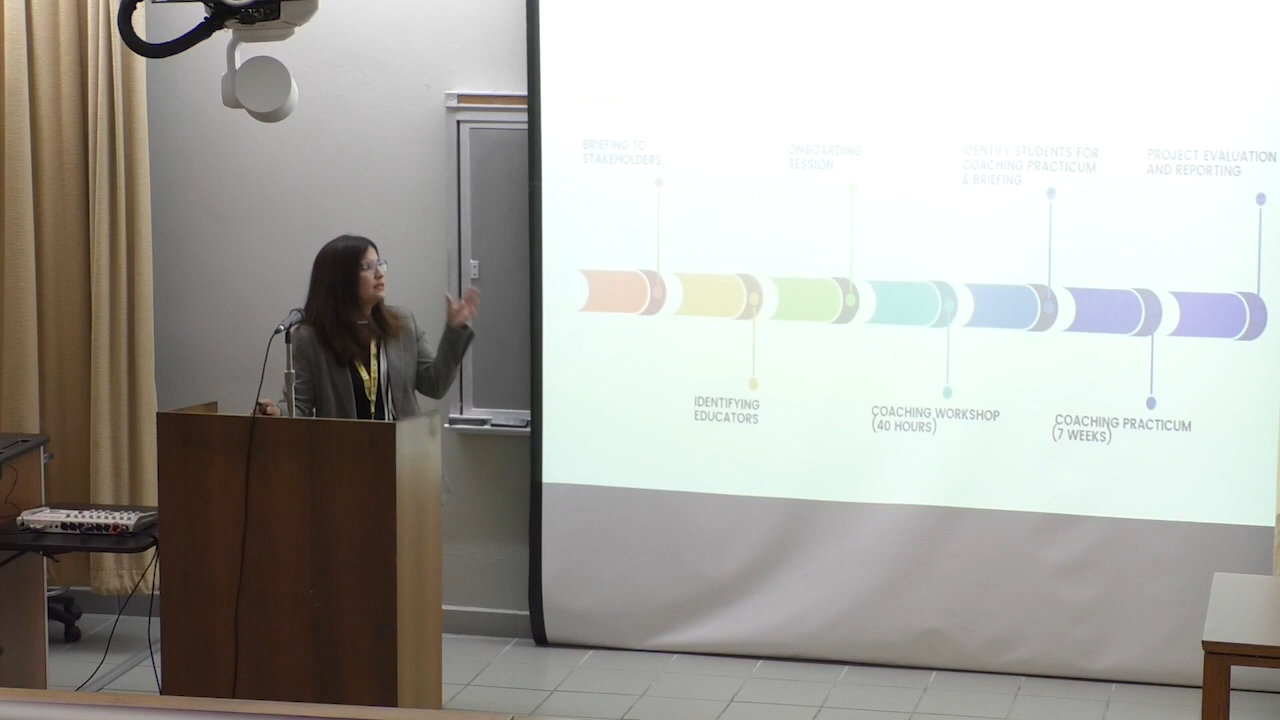 BRIEFING TO
STAKEHOLDERS
IDENTIFYING
EDUCATORS
ONBOARDING
SESSION
COACHING WORKSHOP
(40 HOURS)
IDENTIFY STUDENTS FOR
COACHING PRACTICUM
& BRIEFING
COACHING PRACTICUM
(7 WEEKS)
PROJECT EVALUATION
AND REPORTING